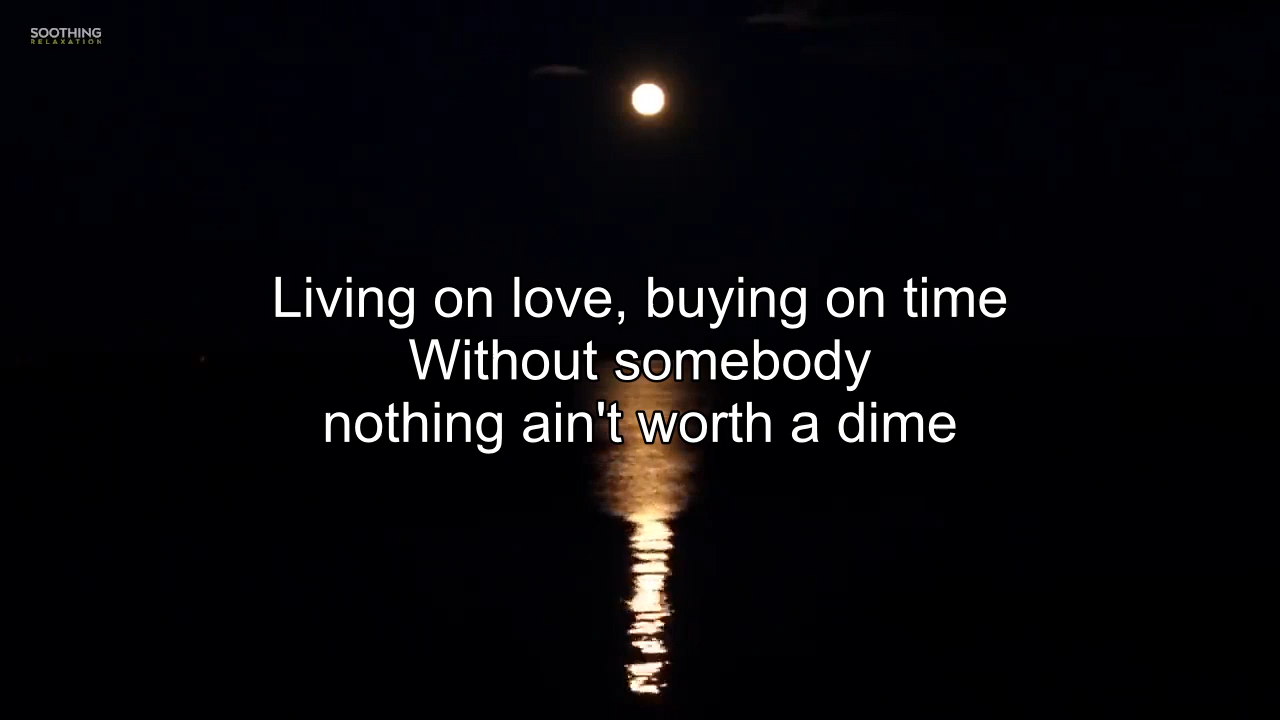 SOOTHING
RELAXATION
Living on love, buying on time
Without somebody
nothing ain't worth a dime